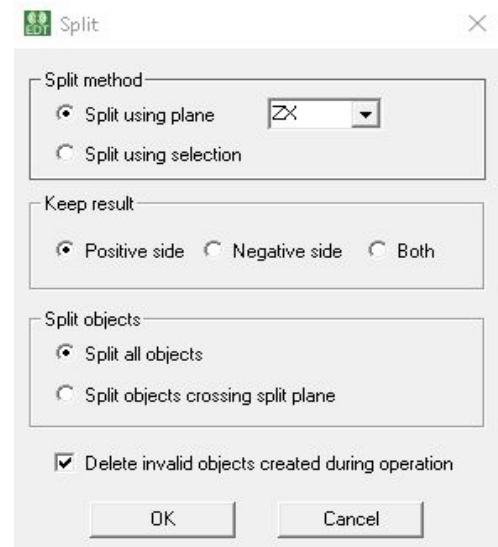 EDT Split
Split method
Split using plane ZX
Split using selection
Keep result
Positive side Negative side Both
Split objects
Split all objects
Split objects crossing split plane
Delete invalid objects created during operation
OK Cancel